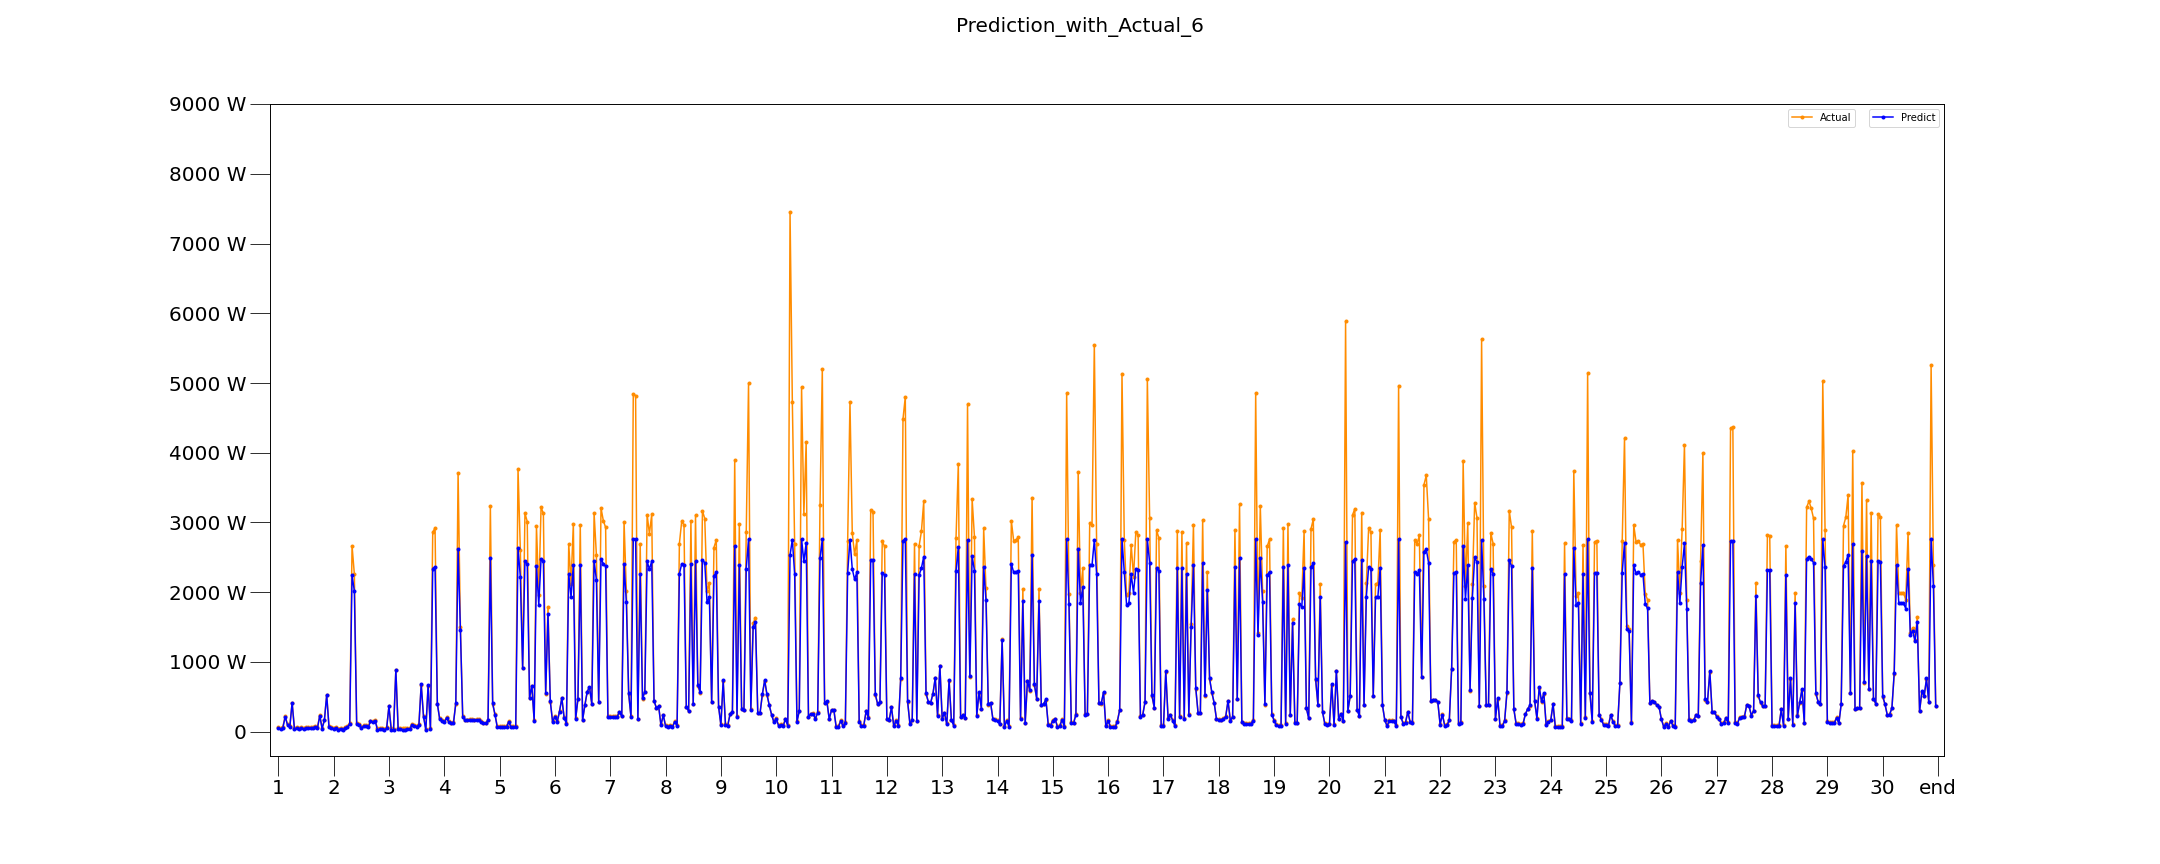 Prediction_with_Actual_6
9000 W
8000 W
7000 W
6000 W
5000 W
4000 W
3000 W
2000 W
1000 W
0
Actual Predict
1 2 3 4 5 6 7 8 9 10 11 12 13 14 15 16 17 18 19 20 21 22 23 24 25 26 27 28 29 30 end